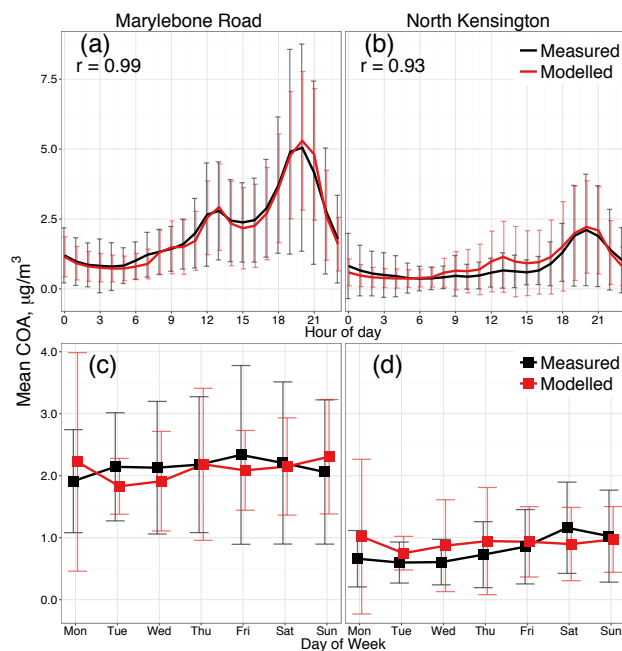 Marylebone Road North Kensington
(a) (b)
r = 0.99 r = 0.93
Measured
Modelled
7.5
5.0
2.5
0.0
0 3 6 9 12 15 18 21 0 3 6 9 12 15 18 21
Hour of day
Mean COA, μg/m³
(c) (d)
Measured
Modelled
4.0
3.0
2.0
1.0
0.0
Mon Tue Wed Thu Fri Sat Sun Mon Tue Wed Thu Fri Sat Sun
Day of Week